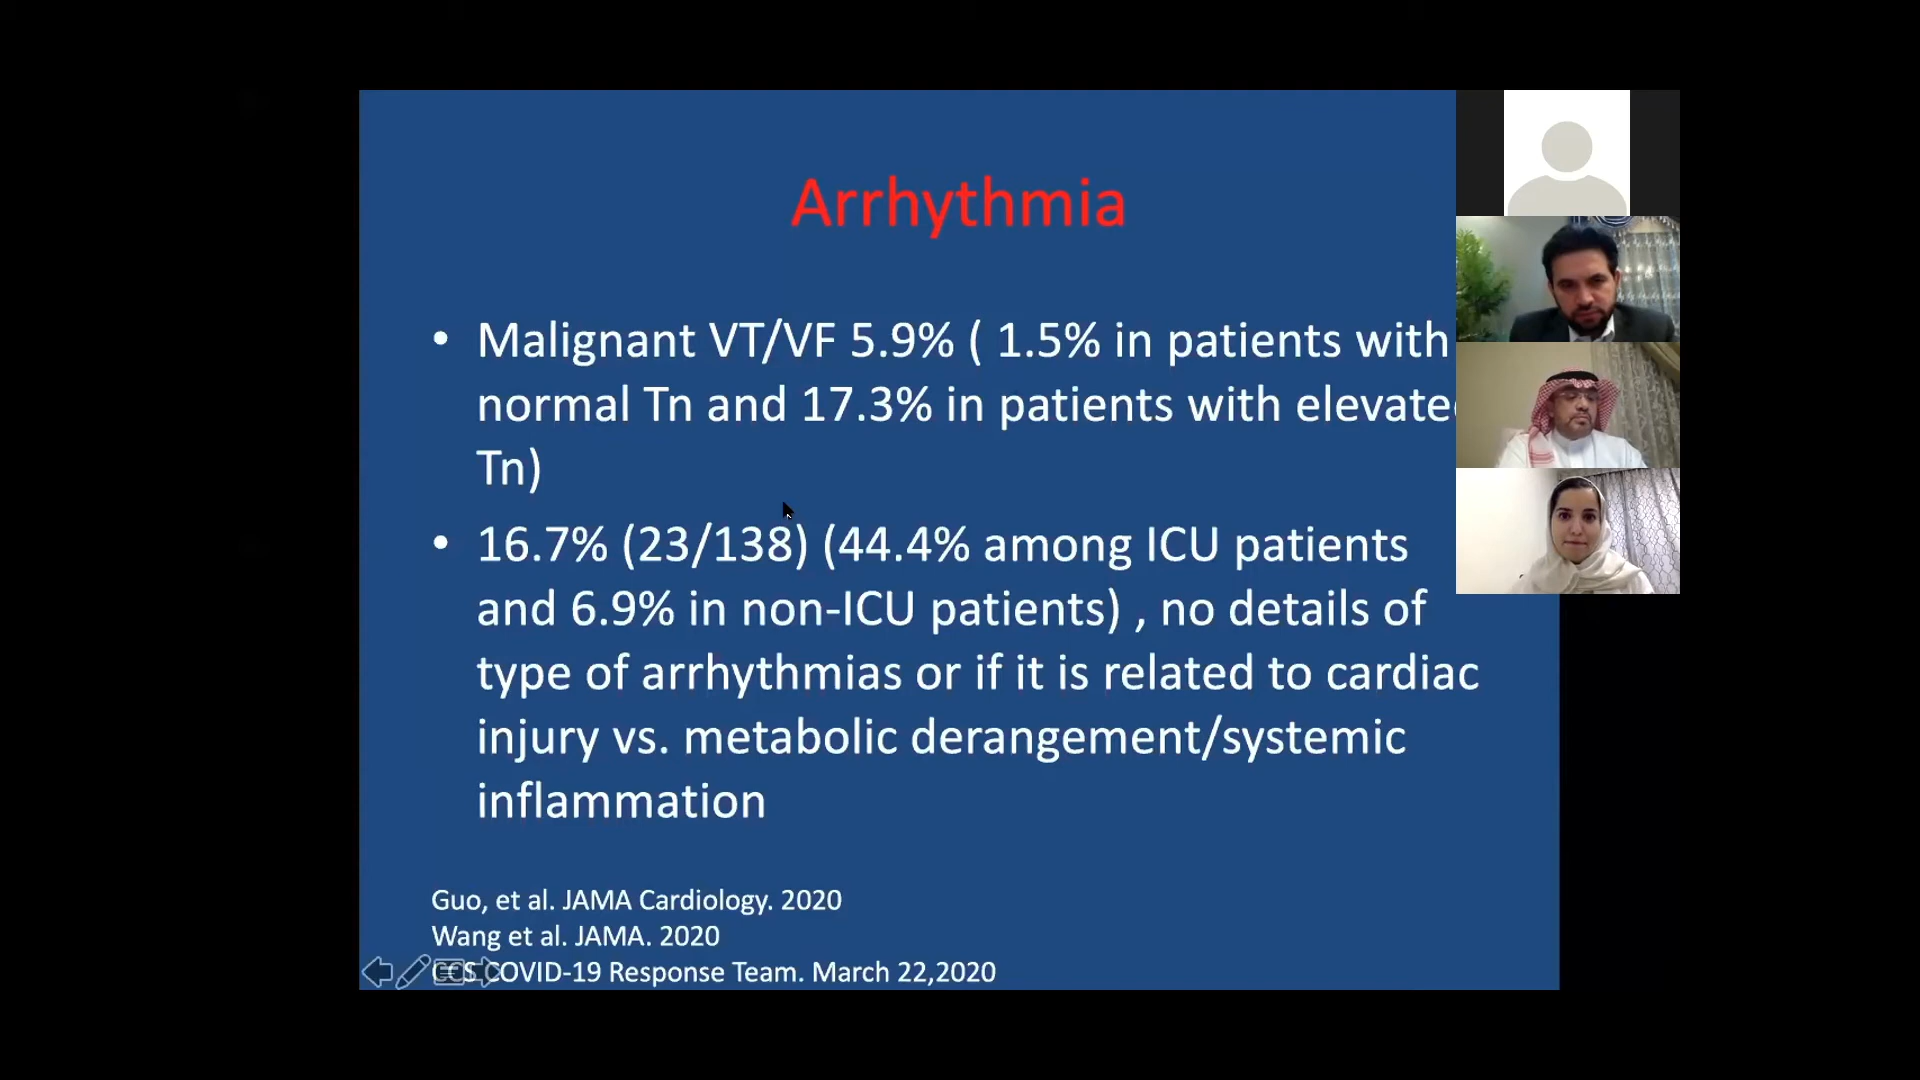 Arrhythmia
• Malignant VT/VF 5.9% ( 1.5% in patients with
normal Tn and 17.3% in patients with elevate
Tn)
• 16.7% (23/138) (44.4% among ICU patients
and 6.9% in non-ICU patients) , no details of
type of arrhythmias or if it is related to cardiac
injury vs. metabolic derangement/systemic
inflammation
Guo, et al. JAMA Cardiology. 2020
Wang et al. JAMA. 2020
CCS COVID-19 Response Team. March 22,2020